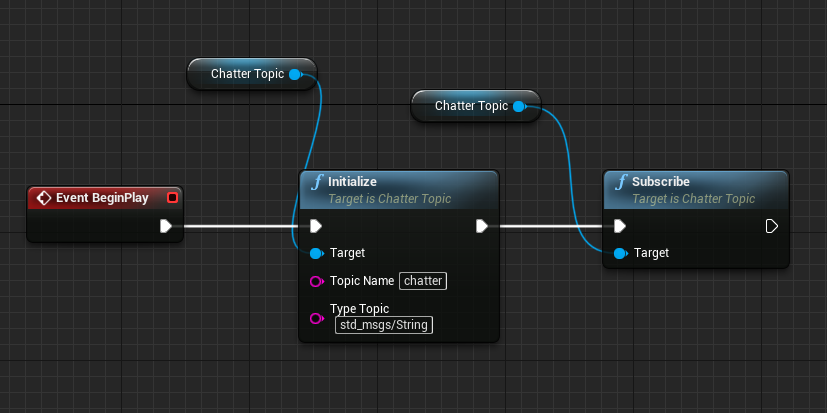 Chatter Topic
Chatter Topic
Event BeginPlay
f Initialize
Target is Chatter Topic
Target
Topic Name chatter
Type Topic
std_msgs/String
f Subscribe
Target is Chatter Topic
Target